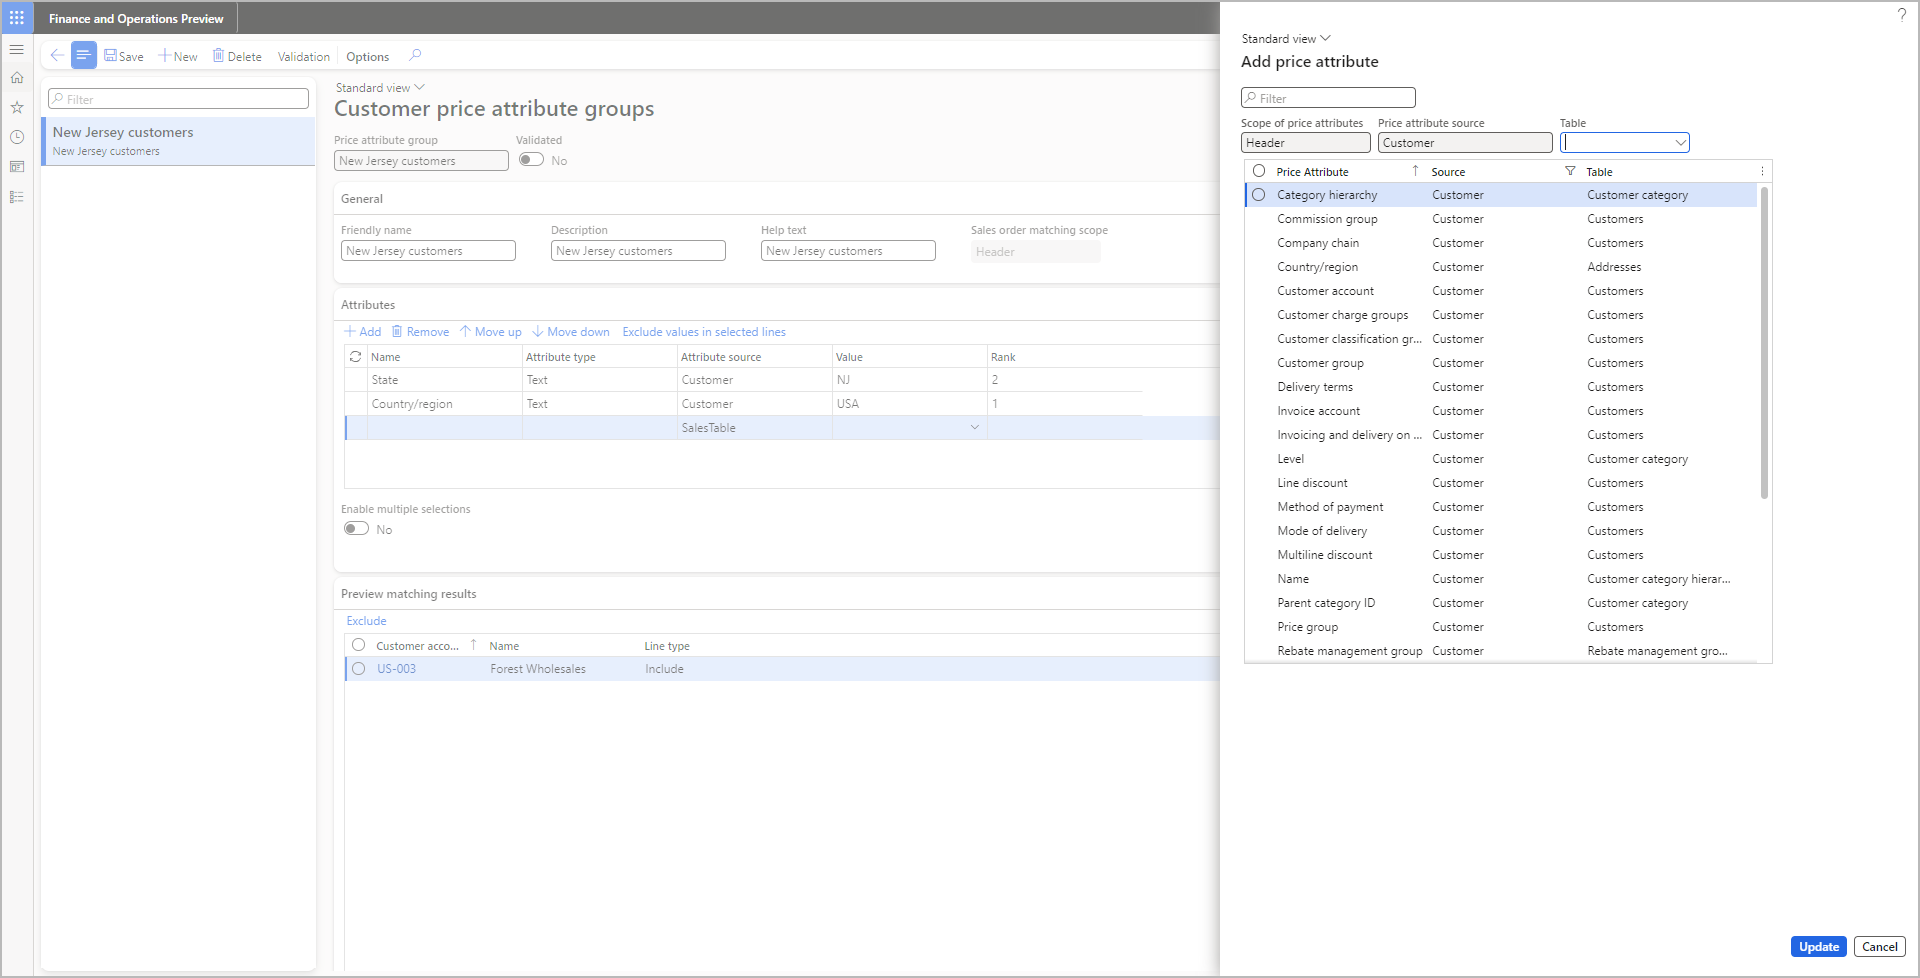 Finance and Operations Preview
?
Save
New
Delete
Validation
Options
Filter
New Jersey customers
New Jersey customers
Standard view
Customer price attribute groups
Price attribute group
Validated
New Jersey customers
No
General
Friendly name
Description
Help text
Sales order matching scope
New Jersey customers
New Jersey customers
New Jersey customers
Header
Attributes
Add
Remove
Move up
Move down
Exclude values in selected lines
Name Attribute type Attribute source Value Rank
State Text Customer NJ 2
Country/region Text Customer USA 1
SalesTable
Enable multiple selections
No
Preview matching results
Exclude
Customer acco... Name Line type
US-003 Forest Wholesales Include
Standard view
Add price attribute
Filter
Scope of price attributes Price attribute source Table
Header Customer
Price Attribute Source Table
Category hierarchy Customer Customer category
Commission group Customer Customers
Company chain Customer Customers
Country/region Customer Addresses
Customer account Customer Customers
Customer charge groups Customer Customers
Customer classification gr... Customer Customers
Customer group Customer Customers
Delivery terms Customer Customers
Invoice account Customer Customers
Invoicing and delivery on ... Customer Customers
Level Customer Customer category
Line discount Customer Customers
Method of payment Customer Customers
Mode of delivery Customer Customers
Multiline discount Customer Customers
Name Customer Customer category hierar...
Parent category ID Customer Customer category
Price group Customer Customers
Rebate management group Customer Rebate management gro...
Update
Cancel